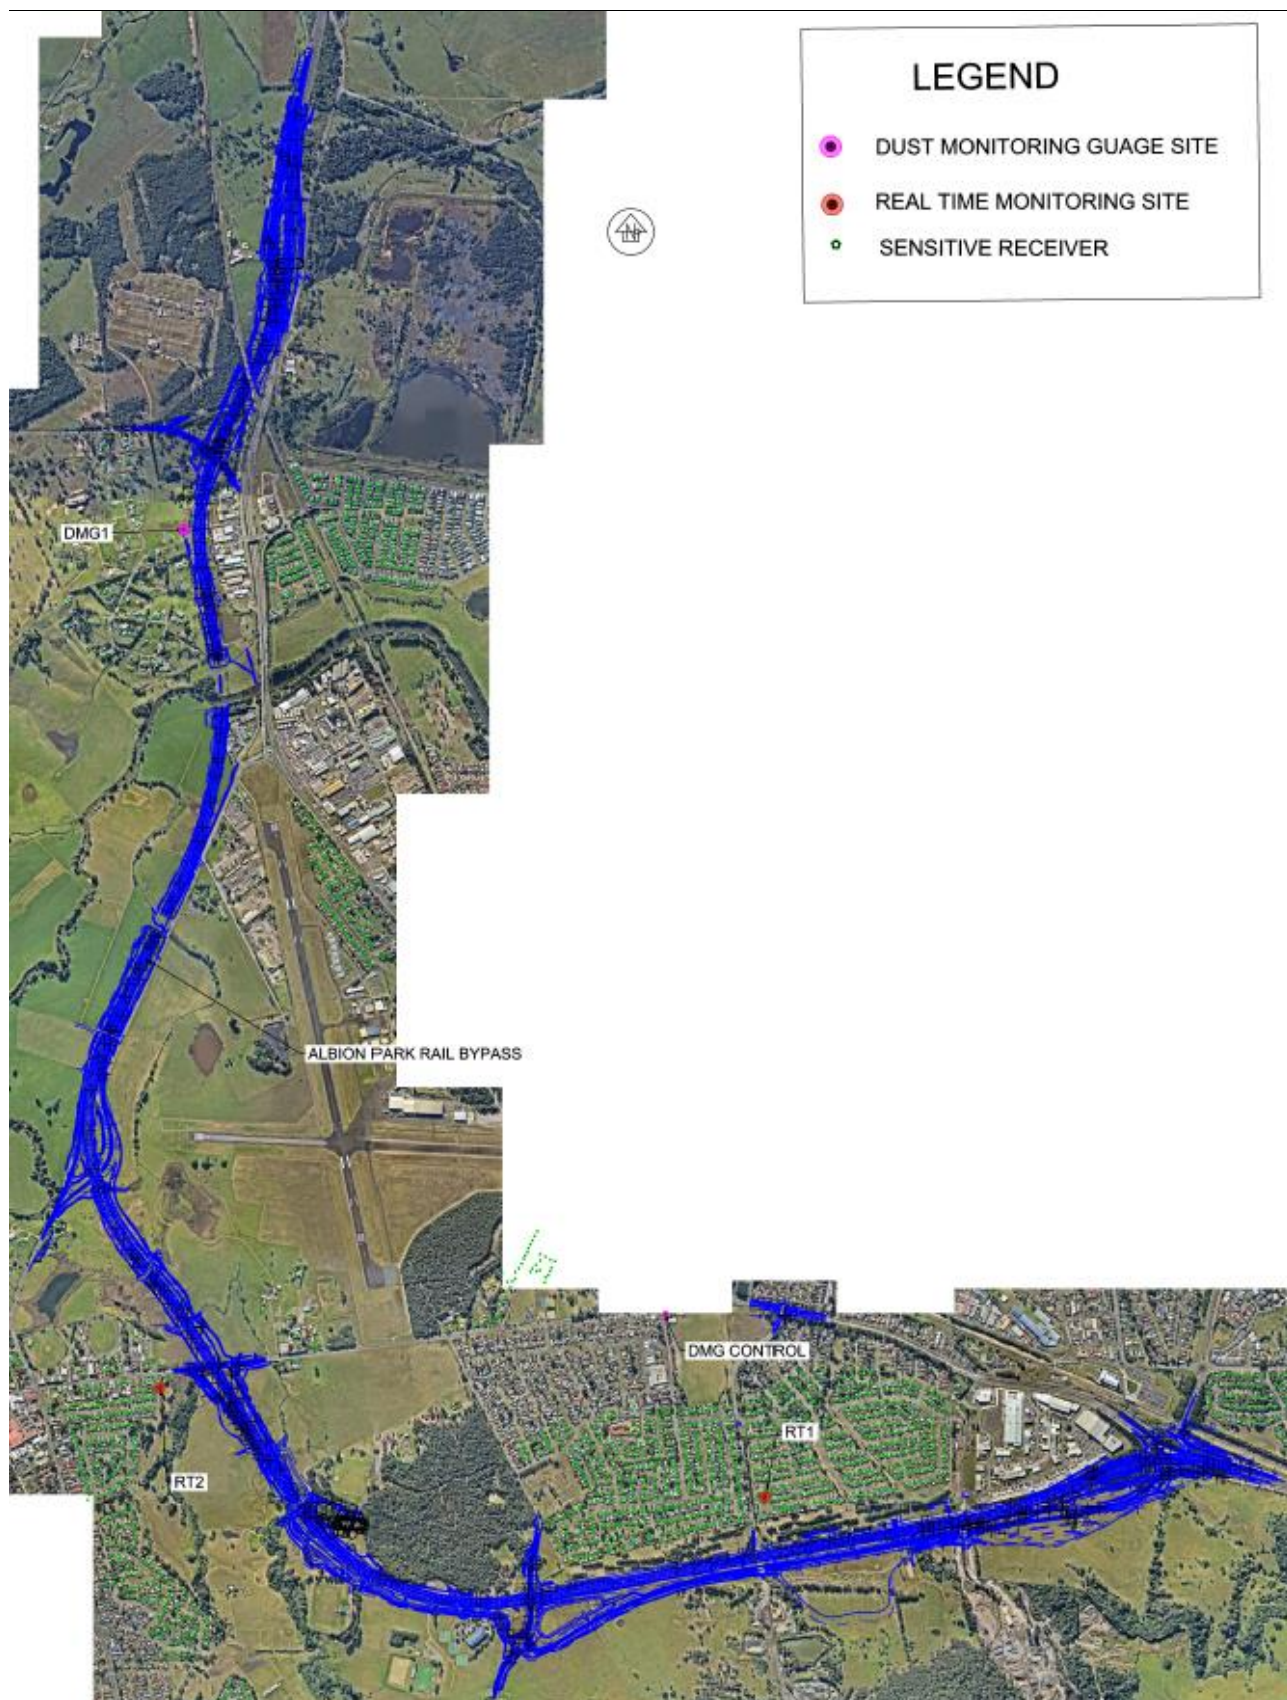 LEGEND
DUST MONITORING GUAGE SITE
REAL TIME MONITORING SITE
SENSITIVE RECEIVER
N
DMG1
ALBION PARK RAIL BYPASS
DMG CONTROL
RT1
RT2